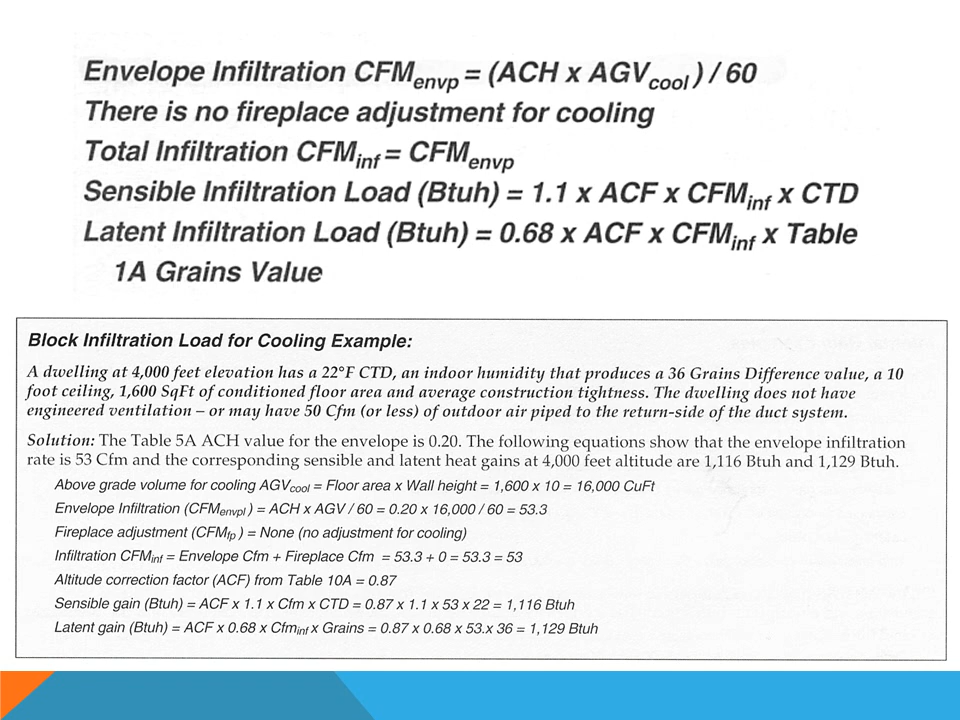 Envelope Infiltration CFMenvp = (ACH x AGVcool ) / 60
There is no fireplace adjustment for cooling
Total Infiltration CFMinf = CFMenvp
Sensible Infiltration Load (Btuh) = 1.1 x ACF x CFMinf x CTD
Latent Infiltration Load (Btuh) = 0.68 x ACF x CFMinf x Table
1A Grains Value
Block Infiltration Load for Cooling Example:
A dwelling at 4,000 feet elevation has a 22°F CTD, an indoor humidity that produces a 36 Grains Difference value, a 10
foot ceiling, 1,600 SqFt of conditioned floor area and average construction tightness. The dwelling does not have
engineered ventilation – or may have 50 Cfm (or less) of outdoor air piped to the return-side of the duct system.
Solution: The Table 5A ACH value for the envelope is 0.20. The following equations show that the envelope infiltration
rate is 53 Cfm and the corresponding sensible and latent heat gains at 4,000 feet altitude are 1,116 Btuh and 1,129 Btuh.
Above grade volume for cooling AGVcool = Floor area x Wall height = 1,600 x 10 = 16,000 CuFt
Envelope Infiltration (CFMenvpl ) = ACH x AGV / 60 = 0.20 x 16,000 / 60 = 53.3
Fireplace adjustment (CFMfp ) = None (no adjustment for cooling)
Infiltration CFMinf = Envelope Cfm + Fireplace Cfm = 53.3 + 0 = 53.3 = 53
Altitude correction factor (ACF) from Table 10A = 0.87
Sensible gain (Btuh) = ACF x 1.1 x Cfm x CTD = 0.87 x 1.1 x 53 x 22 = 1,116 Btuh
Latent gain (Btuh) = ACF x 0.68 x Cfminf x Grains = 0.87 x 0.68 x 53.x 36 = 1,129 Btuh